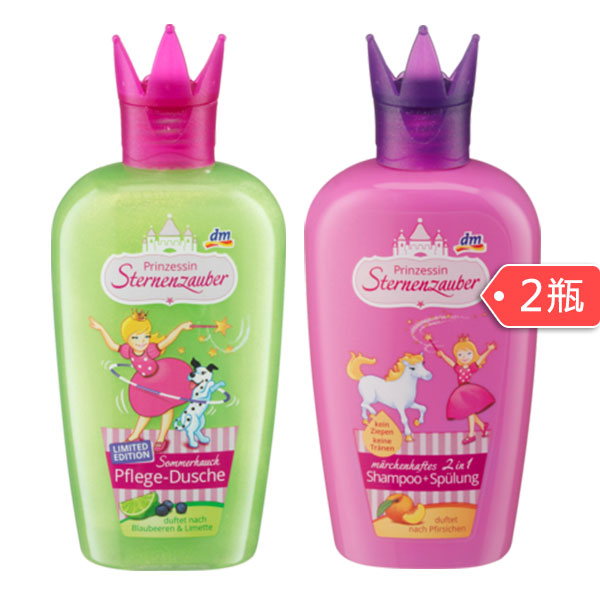 dm
Prinzessin
Sternenzauber
LIMITED
EDITION
Sommerhauch
Pflege-Dusche
duftet nach
Blaubeeren & Limette
dm
Prinzessin
Sternenzauber
kein
Ziepen
keine
Tränen
märchenhaftes 2 in 1
Shampoo + Spülung
duftet
nach Pfirsichen
2瓶